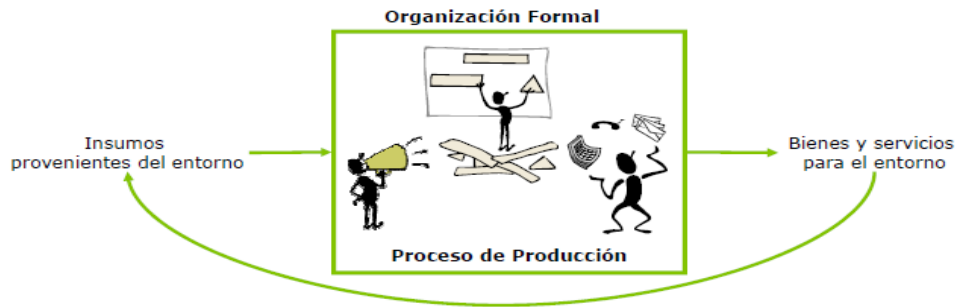 Organización Formal
Insumos
provenientes del entorno
Bienes y servicios
para el entorno
Proceso de Producción